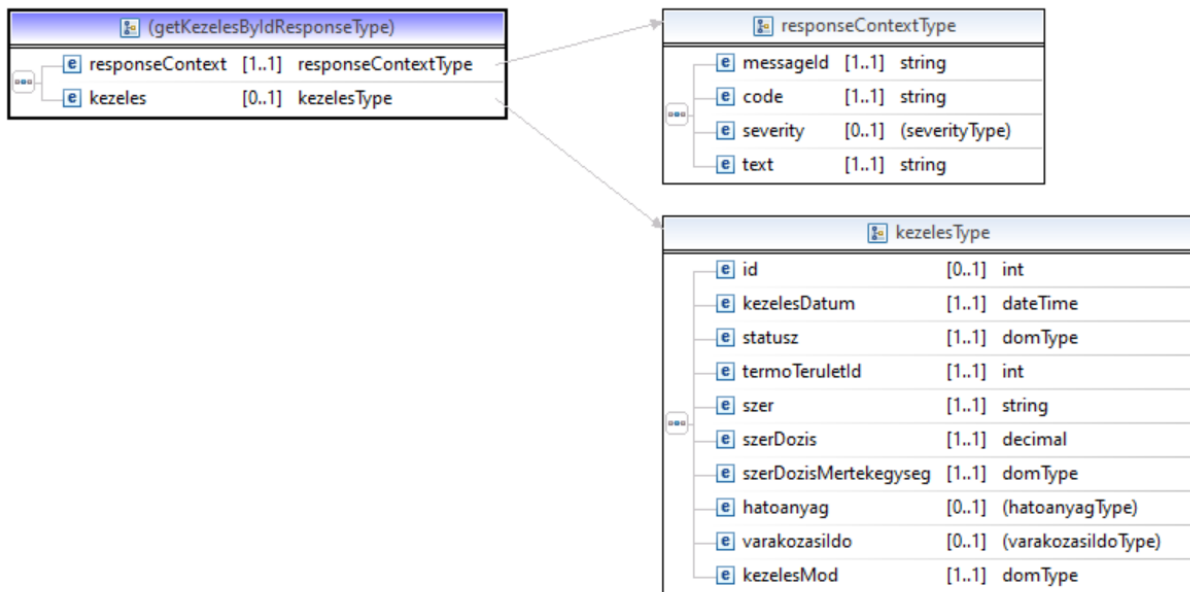 (getKezelesByIdResponseType)
e responseContext [1..1] responseContextType
e kezeles [0..1] kezelesType
responseContextType
e messageId [1..1] string
e code [1..1] string
e severity [0..1] (severityType)
e text [1..1] string
kezelesType
e id [0..1] int
e kezelesDatum [1..1] dateTime
e statusz [1..1] domType
e termoTeruletId [1..1] int
e szer [1..1] string
e szerDozis [1..1] decimal
e szerDozisMertekegyseg [1..1] domType
e hatoanyag [0..1] (hatoanyagType)
e varakozasiIdo [0..1] (varakozasiIdoType)
e kezelesMod [1..1] domType